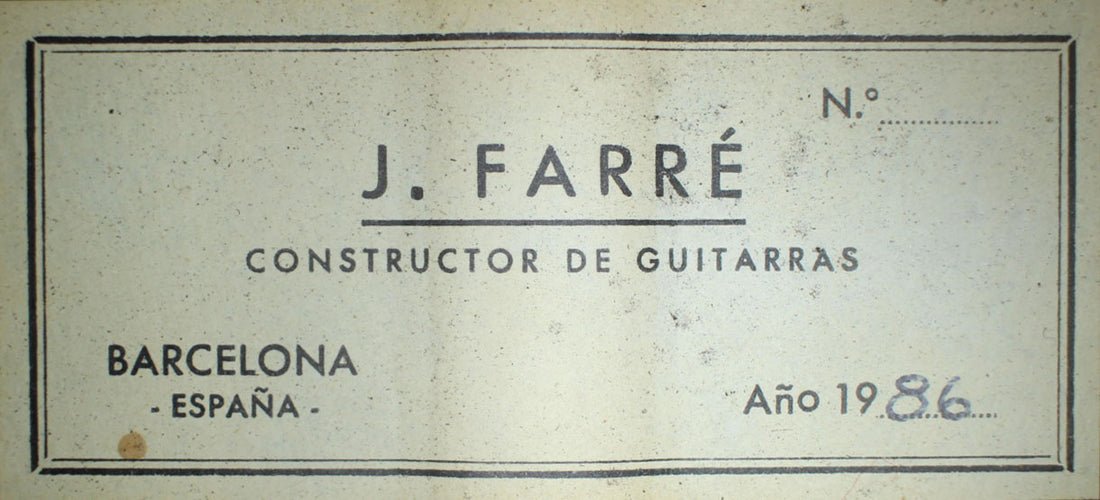 N.º
J. FARRÉ
CONSTRUCTOR DE GUITARRAS
BARCELONA
- ESPAÑA -
Año 1986